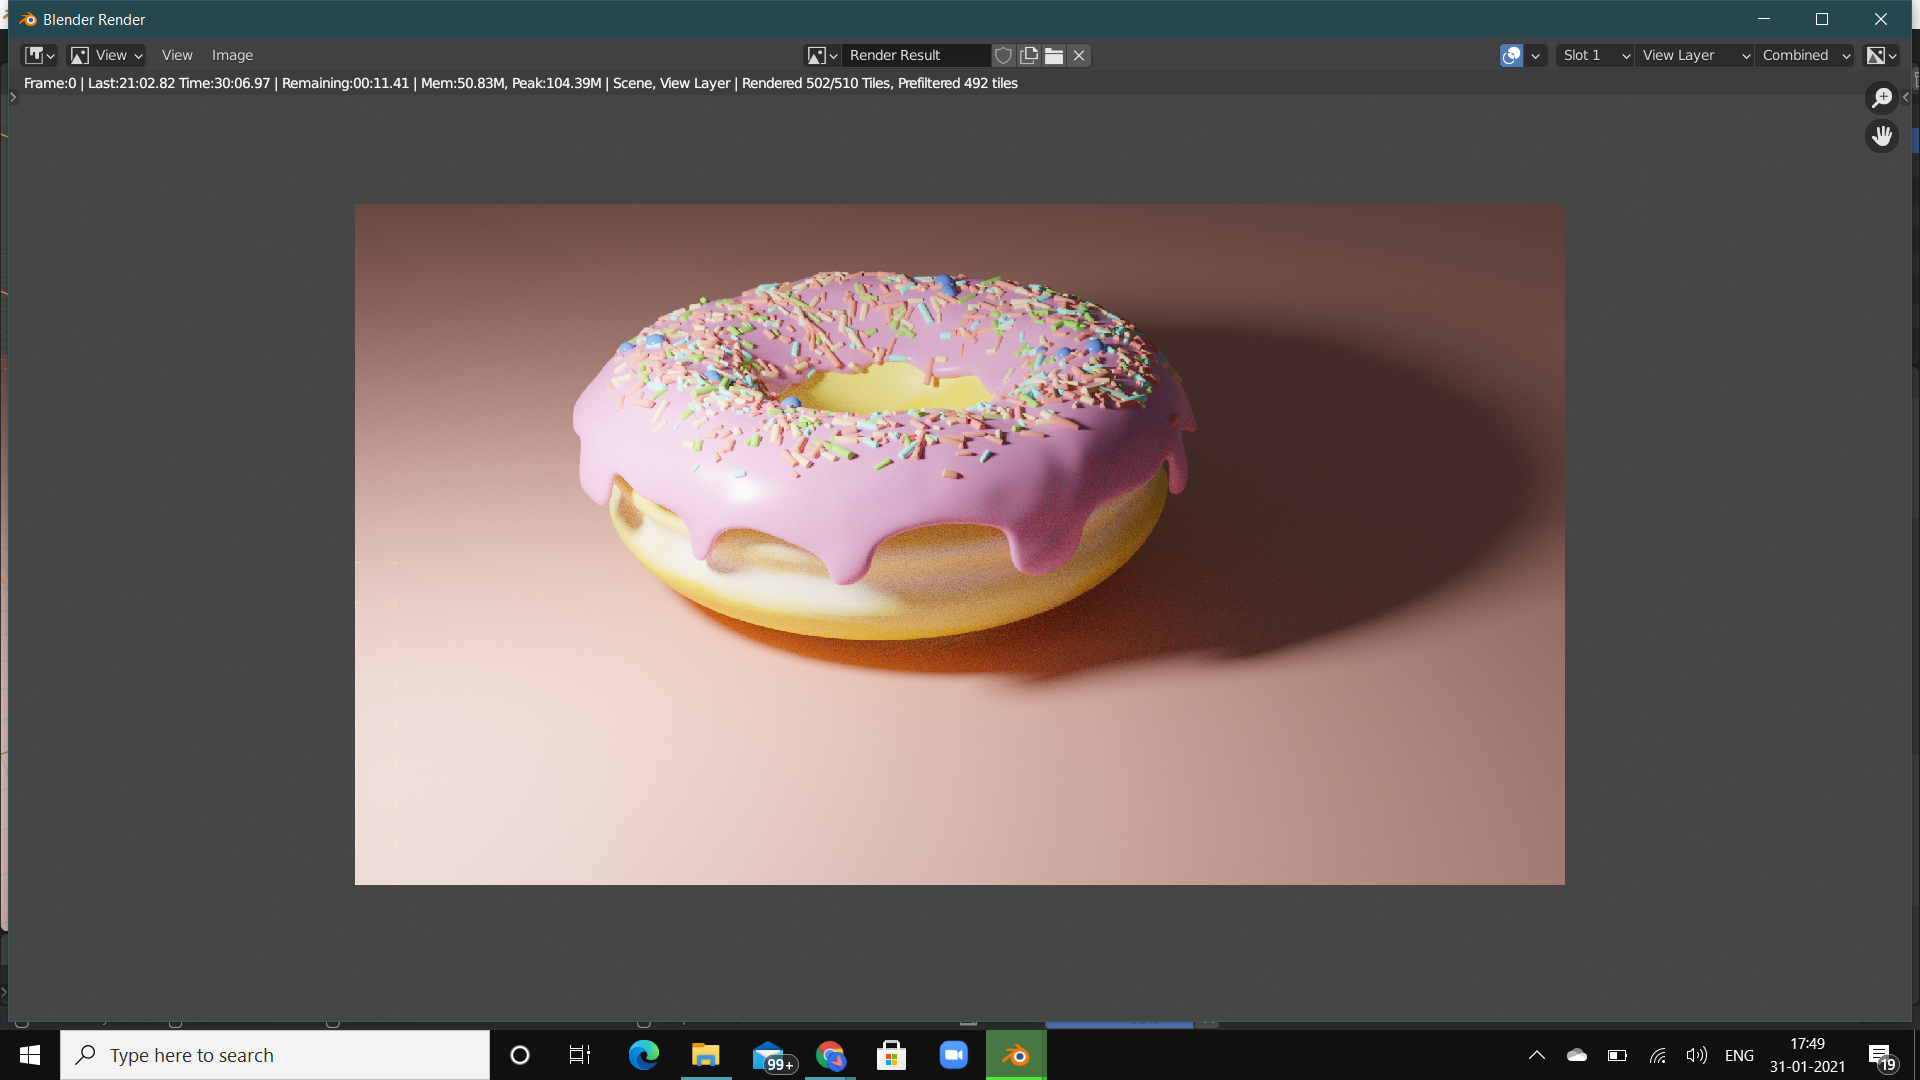 Blender Render
View View Image Render Result Slot 1 View Layer Combined
Frame:0 | Last:21:02.82 Time:30:06.97 | Remaining:00:11.41 | Mem:50.83M, Peak:104.39M | Scene, View Layer | Rendered 502/510 Tiles, Prefiltered 492 tiles
Type here to search
99+
ENG
17:49
31-01-2021
19